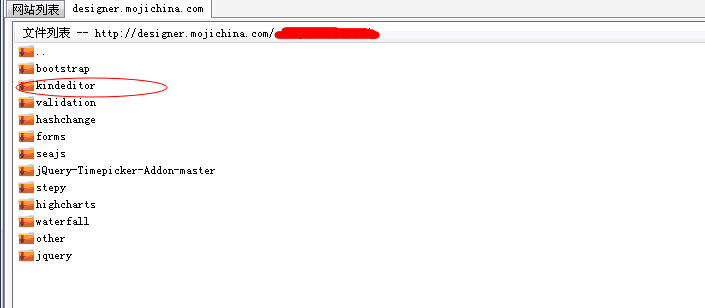 网站列表 designer.mojichina.com
文件列表 -- http://designer.mojichina.com/
..
bootstrap
kindeditor
validation
hashchange
forms
seajs
jQuery-Timepicker-Addon-master
stepy
highcharts
waterfall
other
jquery